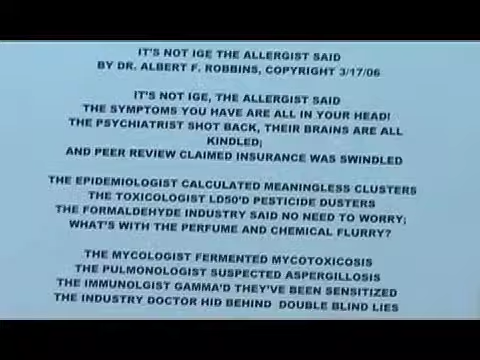 IT'S NOT IGE THE ALLERGIST SAID
BY DR. ALBERT F. ROBBINS, COPYRIGHT 3/17/06
IT'S NOT IGE, THE ALLERGIST SAID
THE SYMPTOMS YOU HAVE ARE ALL IN YOUR HEAD!
THE PSYCHIATRIST SHOT BACK, THEIR BRAINS ARE ALL
KINDLED;
AND PEER REVIEW CLAIMED INSURANCE WAS SWINDLED
THE EPIDEMIOLOGIST CALCULATED MEANINGLESS CLUSTERS
THE TOXICOLOGIST LD50'D PESTICIDE DUSTERS
THE FORMALDEHYDE INDUSTRY SAID NO NEED TO WORRY;
WHAT'S WITH THE PERFUME AND CHEMICAL FLURRY?
THE MYCOLOGIST FERMENTED MYCOTOXICOSIS
THE PULMONOLOGIST SUSPECTED ASPERGILLOSIS
THE IMMUNOLGIST GAMMA'D THEY'VE BEEN SENSITIZED
THE INDUSTRY DOCTOR HID BEHIND DOUBLE BLIND LIES